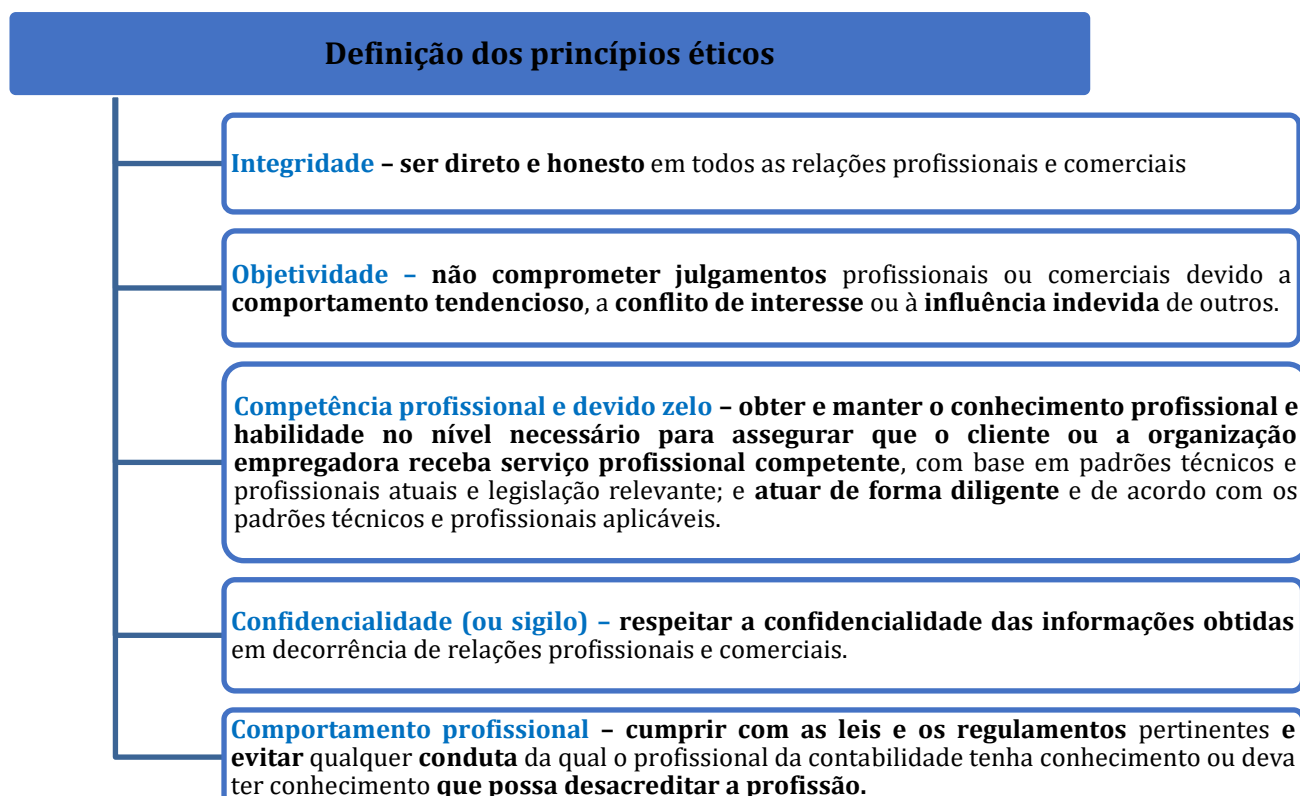 Definição dos princípios éticos
Integridade – ser direto e honesto em todos as relações profissionais e comerciais
Objetividade – não comprometer julgamentos profissionais ou comerciais devido a
comportamento tendencioso, a conflito de interesse ou à influência indevida de outros.
Competência profissional e devido zelo – obter e manter o conhecimento profissional e
habilidade no nível necessário para assegurar que o cliente ou a organização
empregadora receba serviço profissional competente, com base em padrões técnicos e
profissionais atuais e legislação relevante; e atuar de forma diligente e de acordo com os
padrões técnicos e profissionais aplicáveis.
Confidencialidade (ou sigilo) – respeitar a confidencialidade das informações obtidas
em decorrência de relações profissionais e comerciais.
Comportamento profissional – cumprir com as leis e os regulamentos pertinentes e
evitar qualquer conduta da qual o profissional da contabilidade tenha conhecimento ou deva
ter conhecimento que possa desacreditar a profissão.